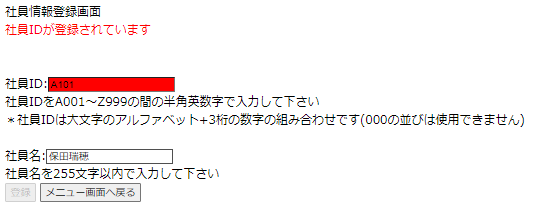 社員情報登録画面
社員IDが登録されています
社員ID:A101
社員IDをA001～Z999の間の半角英数字で入力して下さい
＊社員IDは大文字のアルファベット+3桁の数字の組み合わせです(000の並びは使用できません)
社員名:保田瑞穂
社員名を255文字以内で入力して下さい
登録 メニュー画面へ戻る